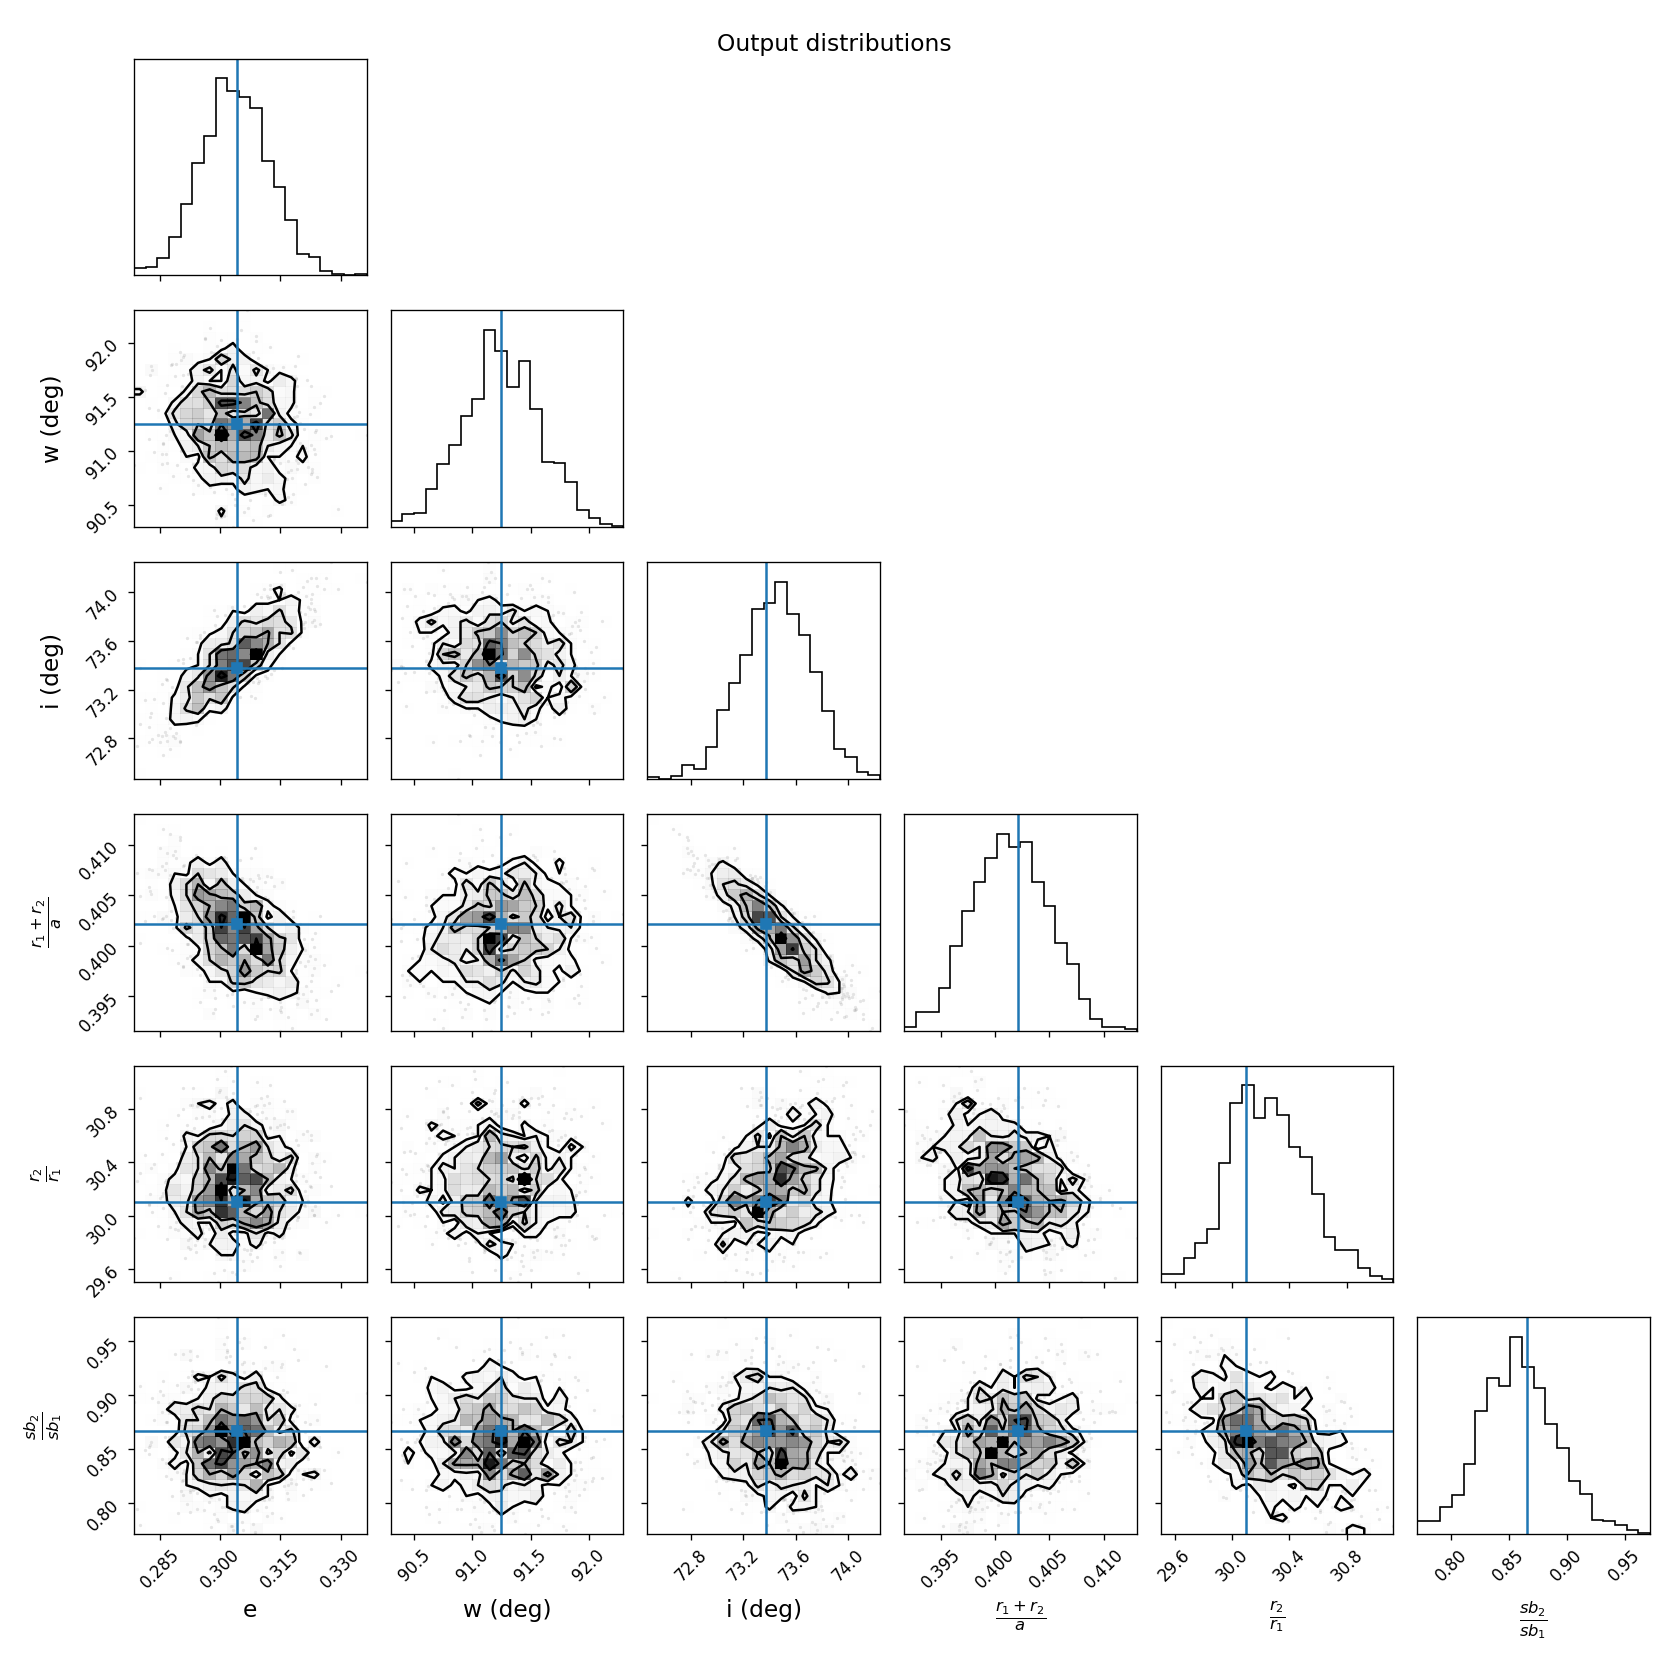 Output distributions
92.0
91.5
91.0
90.5
w (deg)
74.0
73.6
73.2
72.8
i (deg)
0.410
0.405
0.400
0.395
r₁ + r₂
a
30.8
30.4
30.0
29.6
r₂
r₁
0.95
0.90
0.85
0.80
sb₂
sb₁
0.285 0.300 0.315 0.330 90.5 91.0 91.5 92.0 72.8 73.2 73.6 74.0 0.395 0.400 0.405 0.410 29.6 30.0 30.4 30.8 0.80 0.85 0.90 0.95
e w (deg) i (deg) r₁ + r₂ r₂ sb₂
a r₁ sb₁